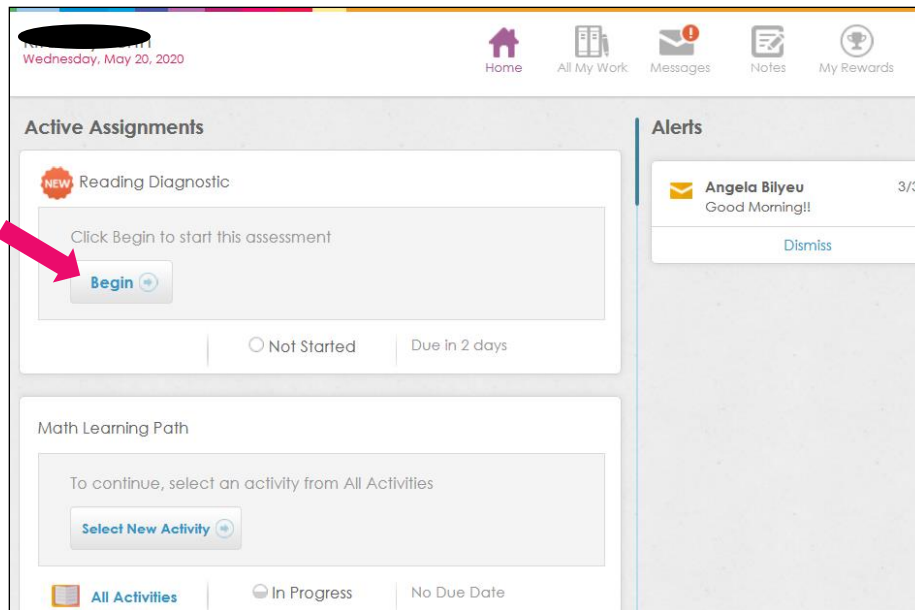 Wednesday, May 20, 2020
Home
All My Work
Messages
Notes
My Rewards
Active Assignments
NEW Reading Diagnostic
Click Begin to start this assessment
Begin
Not Started
Due in 2 days
Math Learning Path
To continue, select an activity from All Activities
Select New Activity
All Activities
In Progress
No Due Date
Alerts
Angela Bilyeu
Good Morning!!
Dismiss